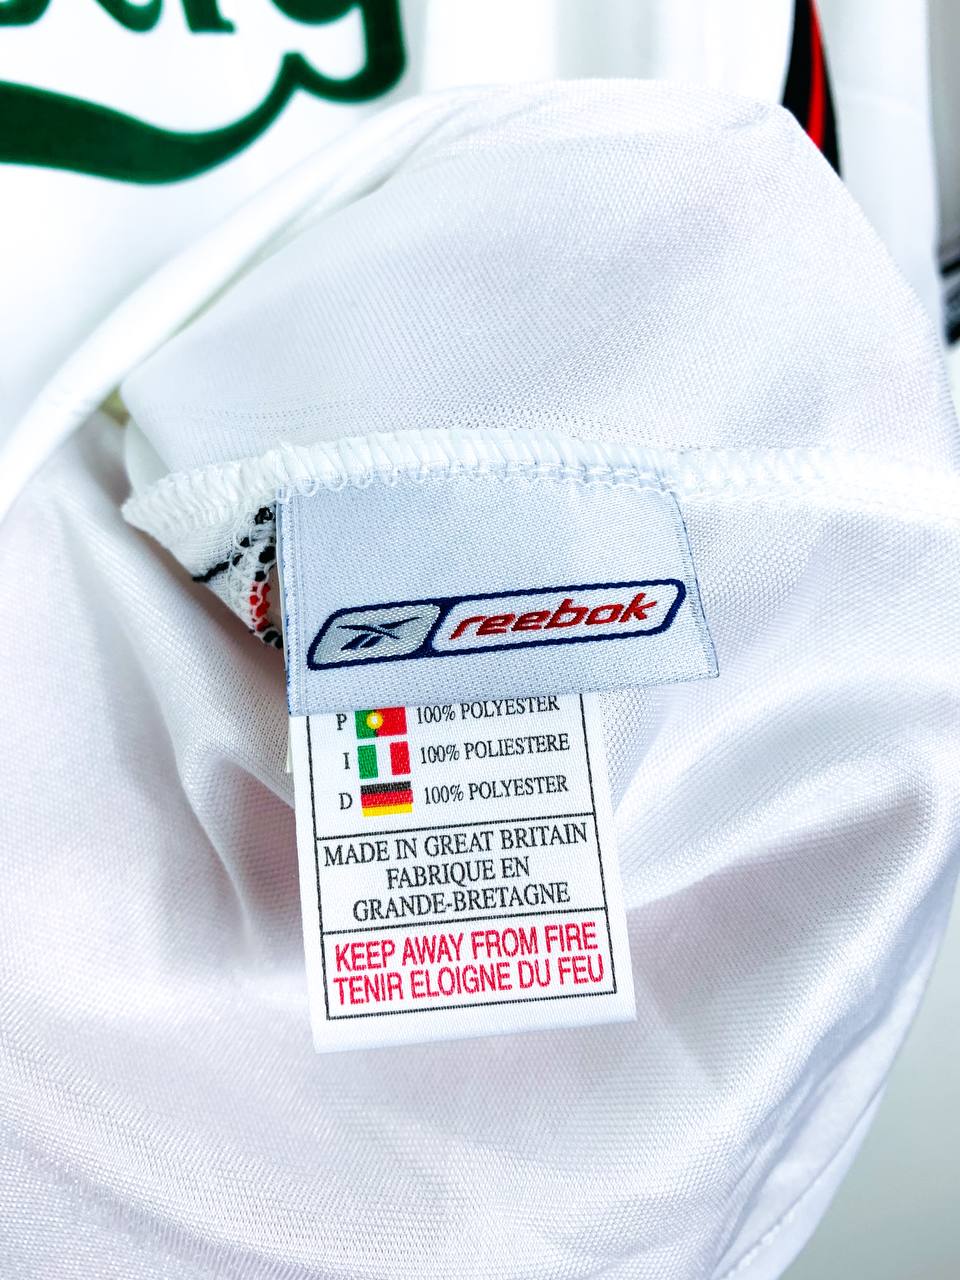 reebok
P 100% POLYESTER
I 100% POLIESTERE
D 100% POLYESTER
MADE IN GREAT BRITAIN
FABRIQUE EN
GRANDE-BRETAGNE
KEEP AWAY FROM FIRE
TENIR ELOIGNE DU FEU